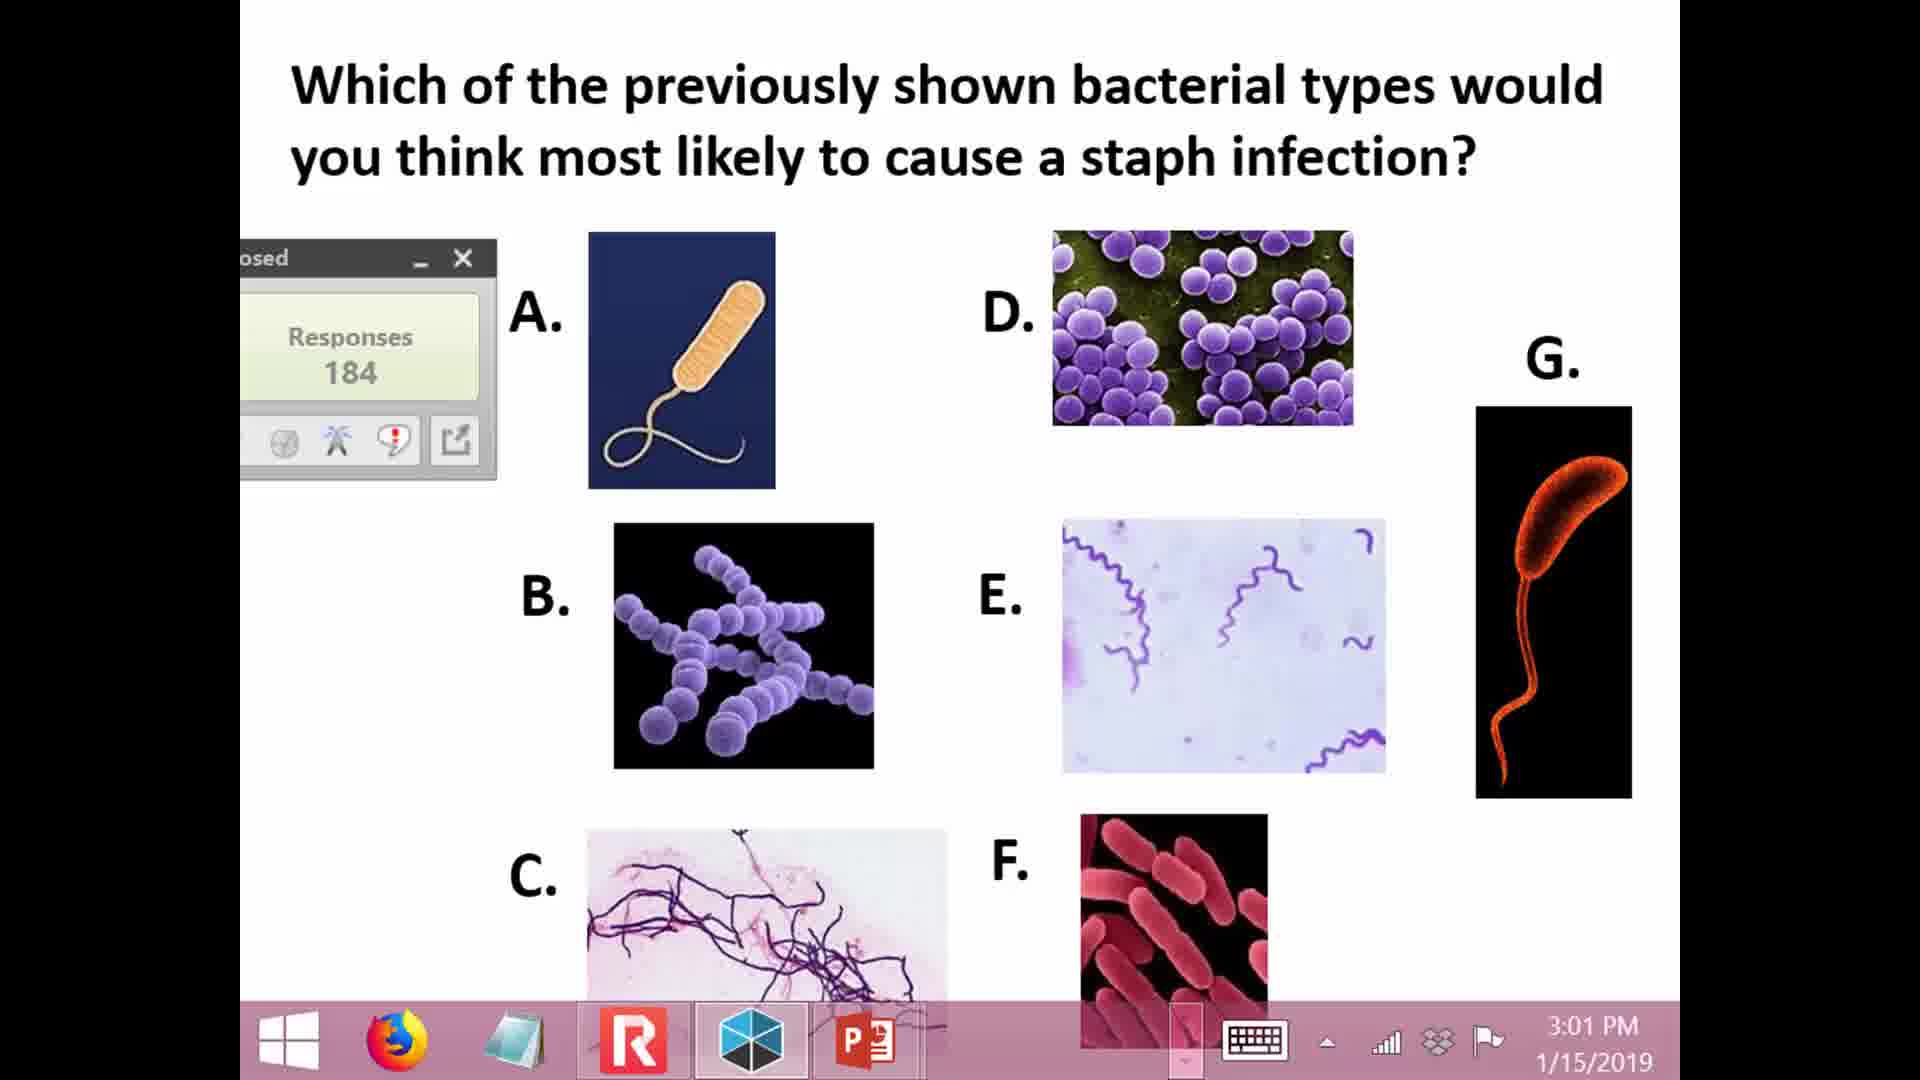 Which of the previously shown bacterial types would
you think most likely to cause a staph infection?
osed
Responses
184
A.
D.
G.
B.
E.
C.
F.
R
P
3:01 PM
1/15/2019